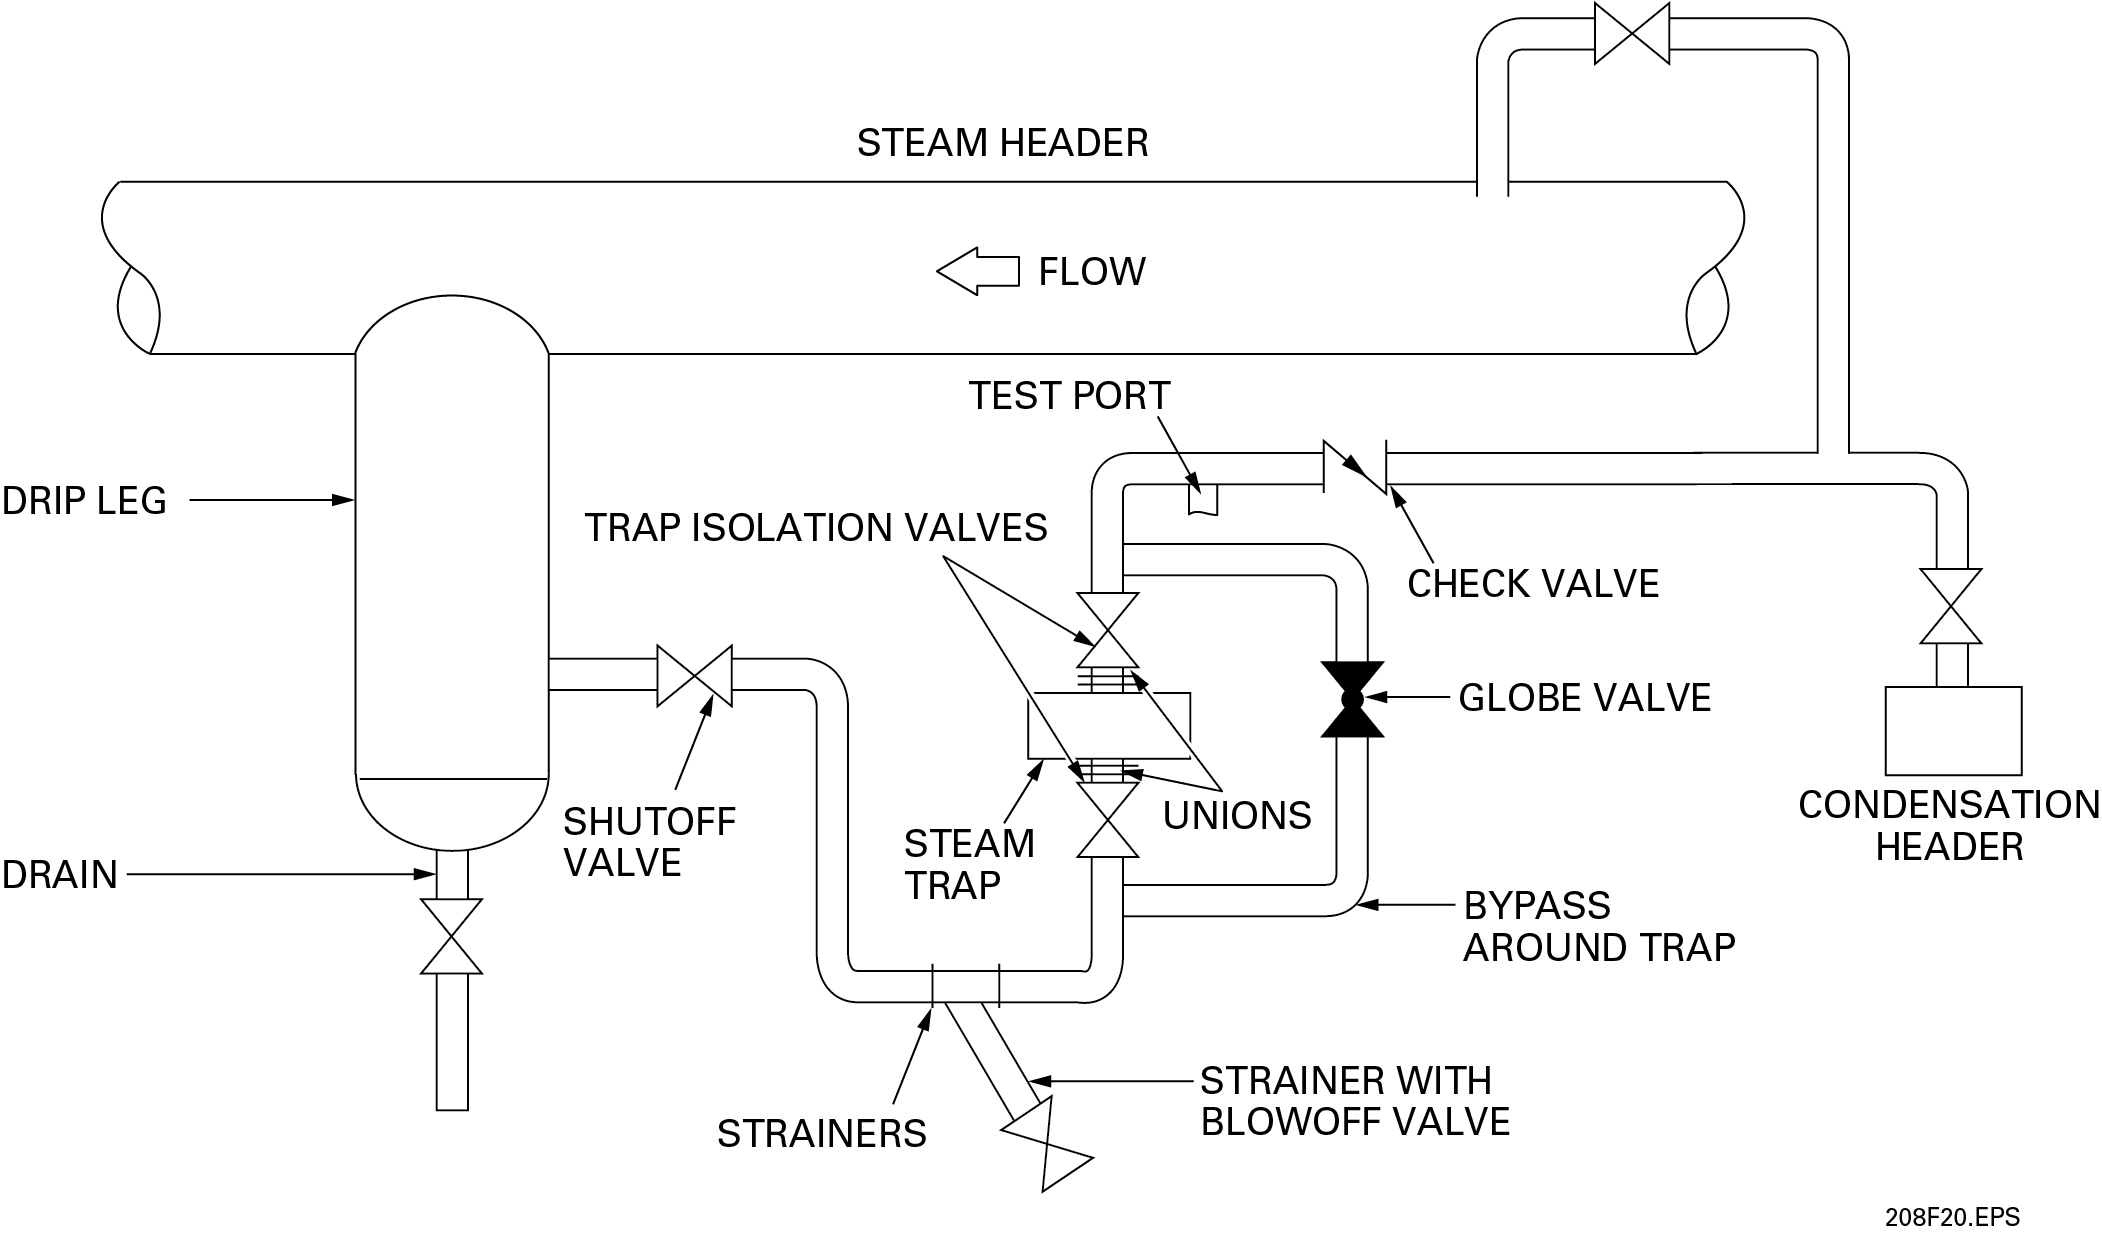 STEAM HEADER
FLOW
TEST PORT
DRIP LEG
TRAP ISOLATION VALVES
CHECK VALVE
GLOBE VALVE
SHUTOFF
VALVE
UNIONS
CONDENSATION
HEADER
STEAM
TRAP
DRAIN
BYPASS
AROUND TRAP
STRAINER WITH
BLOWOFF VALVE
STRAINERS
208F20.EPS